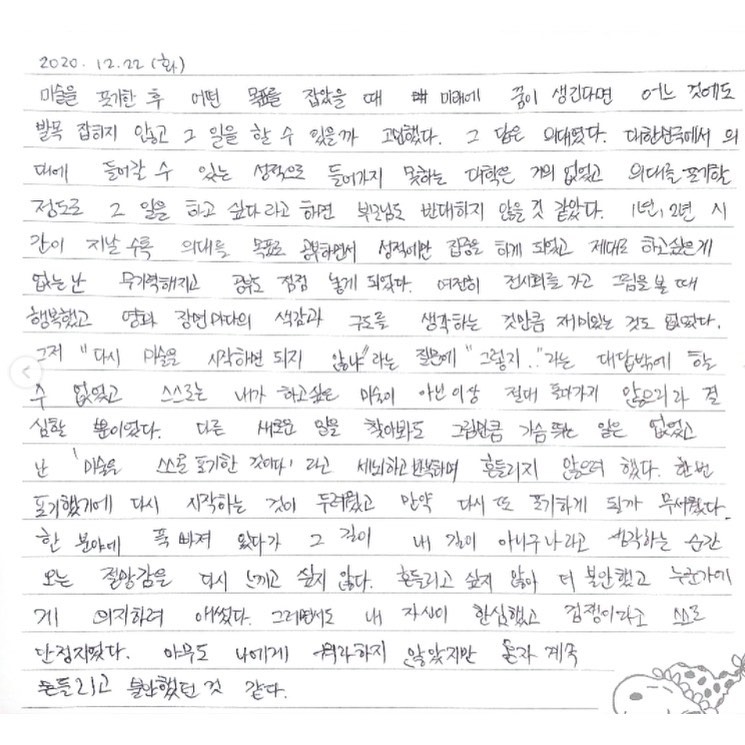 2020. 12.22 (화)
미술을 포기한 후 어떤 목표를 잡았을 때 미래에 꿈이 생긴다면 어느 것에도
발목 잡히지 않고 그 일을 할 수 있을까 고민했다. 그 답은 의대였다. 대한민국에서 의
대에 들어갈 수 있는 성적으로 들어가지 못하는 대학은 거의 없었고 의대를 포기한
정도로 그 일을 하고 싶다라고 하면 부모님도 반대하지 않을 것 같았다. 1년, 2년 시
간이 지날 수록 의대를 목표로 공부하면서 성적에만 집중을 하게 되었고 제대로 하고싶은게
없는 난 무기력해지고 공부도 점점 놓게 되었다. 여전히 전시회를 가고 그림을 볼 때
행복했고 영화 장면마다의 색감과 구도를 생각하는 것만큼 재미있는 것도 없었다.
그저 "다시 미술을 시작하면 되지 않냐"라는 질문에 "그렇지.."라는 대답밖에 할
수 없었고 스스로는 내가 하고싶은 미술이 아닌 이상 절대 돌아가지 않으리라 결
심할 뿐이었다. 다른 새로운 일을 찾아봐도 그림만큼 가슴 뛰는 일은 없었고
난 '미술을 스스로 포기한 것이다' 라고 세뇌하고 반복하며 흔들리지 않으려 했다. 한번
포기했기에 다시 시작하는 것이 두려웠고 만약 다시 또 포기하게 될까 무서웠다.
한 분야에 푹 빠져 있다가 그 길이 내 길이 아니구나라고 생각하는 순간
오는 절망감을 다시 느끼고 싶지 않다. 흔들리고 싶지 않아 더 불안했고 누군가에
게 의지하려 애썼다. 그러면서도 내 자신이 한심했고 겁쟁이라고 스스로
단정지었다. 아무도 나에게 뭐라하지 않았지만 혼자 계속
흔들리고 불안했던 것 같다.